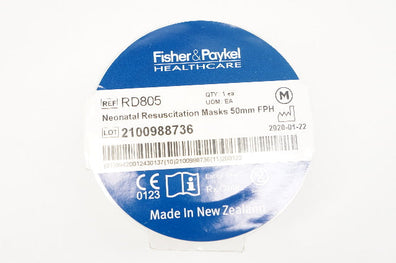 Fisher&Paykel
HEALTHCARE
REF RD805
QTY: 1 ea
UOM: EA
M
Neonatal Resuscitation Masks 50mm FPH
LOT 2100988736
2020-01-22
CE
0123
Made in New Zealand